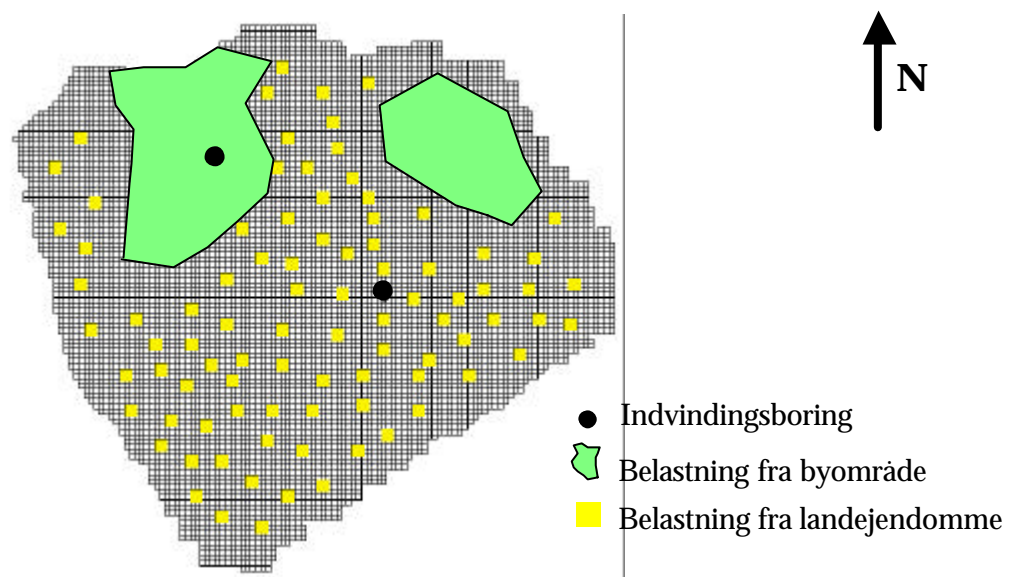 N
Indvindingsboring
Belastning fra byområde
Belastning fra landejendomme